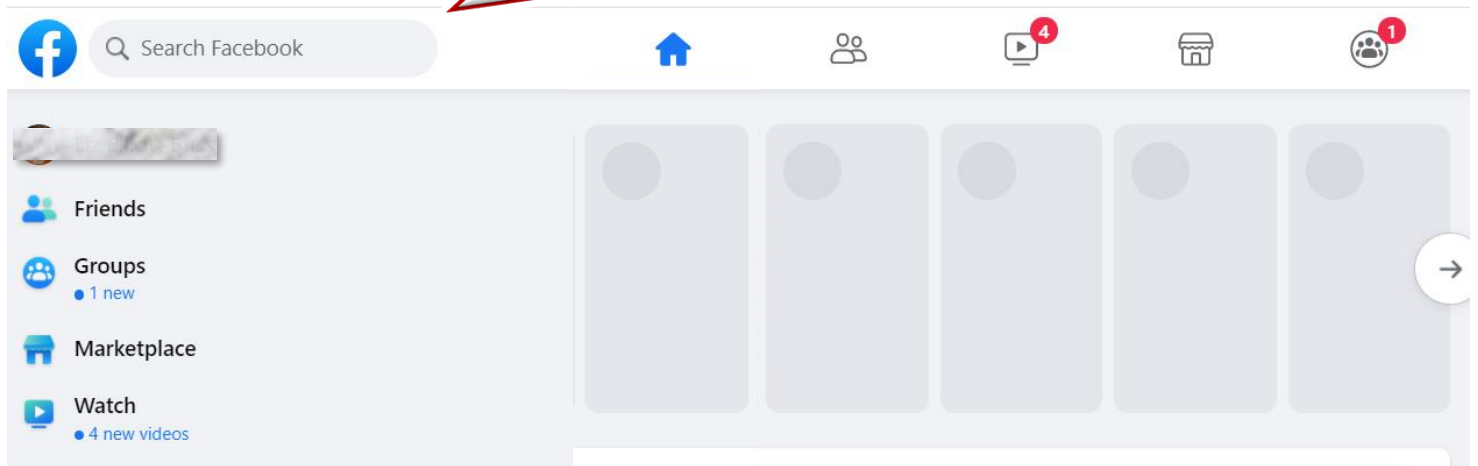 Search Facebook
4
1
Friends
Groups
1 new
Marketplace
Watch
4 new videos